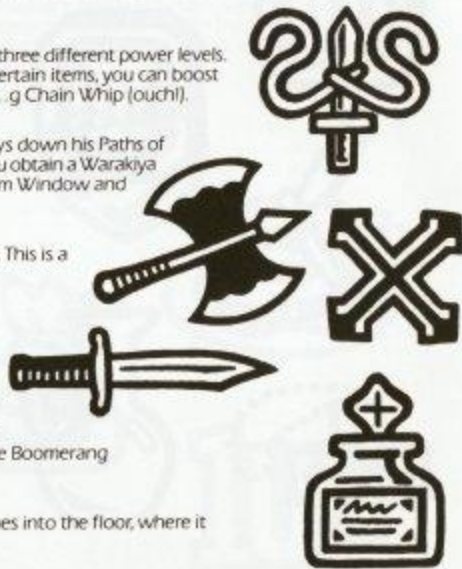 three different power levels.
ertain items, you can boost
g Chain Whip (ouch!).
ys down his Paths of
u obtain a Warakiya
m Window and
This is a
e Boomerang
es into the floor, where it